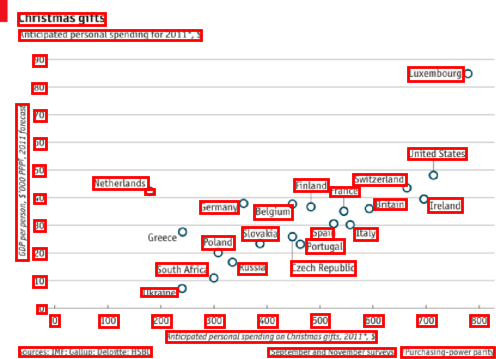 Christmas gifts
Anticipated personal spending for 2011*, $
90
Luxembourg
80
70
60
United States
50
Netherlands
Finland
Switzerland
France
40
Germany
Belgium
Britain
Ireland
30
Greece
Slovakia
Spain
Italy
Poland
Portugal
20
South Africa
Russia
Czech Republic
10
Ukraine
0
GDP per person, $'000 PPP†, 2011 forecast
0 100 200 300 400 500 600 700 800
Anticipated personal spending on Christmas gifts, 2011*, $
Sources: IMF; Gallup; Deloitte; HSBC
*September and November surveys
†Purchasing-power parity